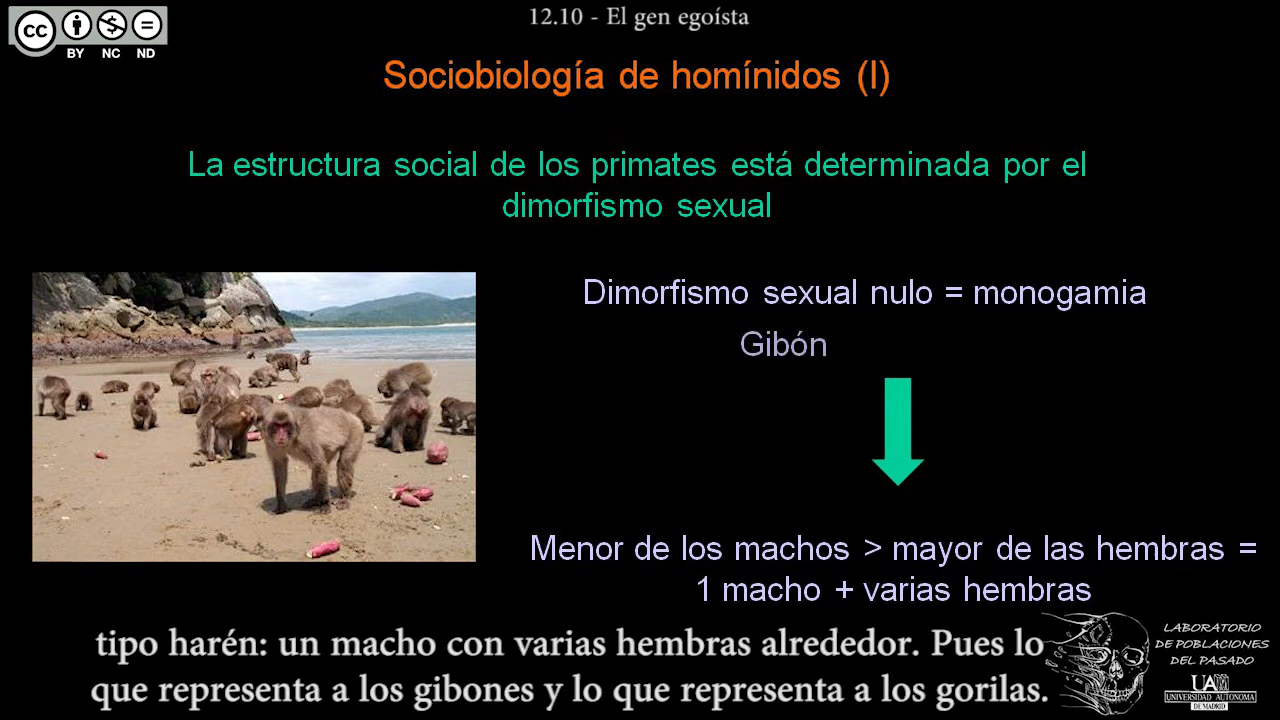 12.10 - El gen egoísta
CC
BY NC ND
Sociobiología de homínidos (I)
La estructura social de los primates está determinada por el
dimorfismo sexual
Dimorfismo sexual nulo = monogamia
Gibón
Menor de los machos > mayor de las hembras =
1 macho + varias hembras
tipo harén: un macho con varias hembras alrededor. Pues lo
que representa a los gibones y lo que representa a los gorilas.
LABORATORIO
DE POBLACIONES
DEL PASADO
UAM
UNIVERSIDAD AUTONOMA
DE MADRID